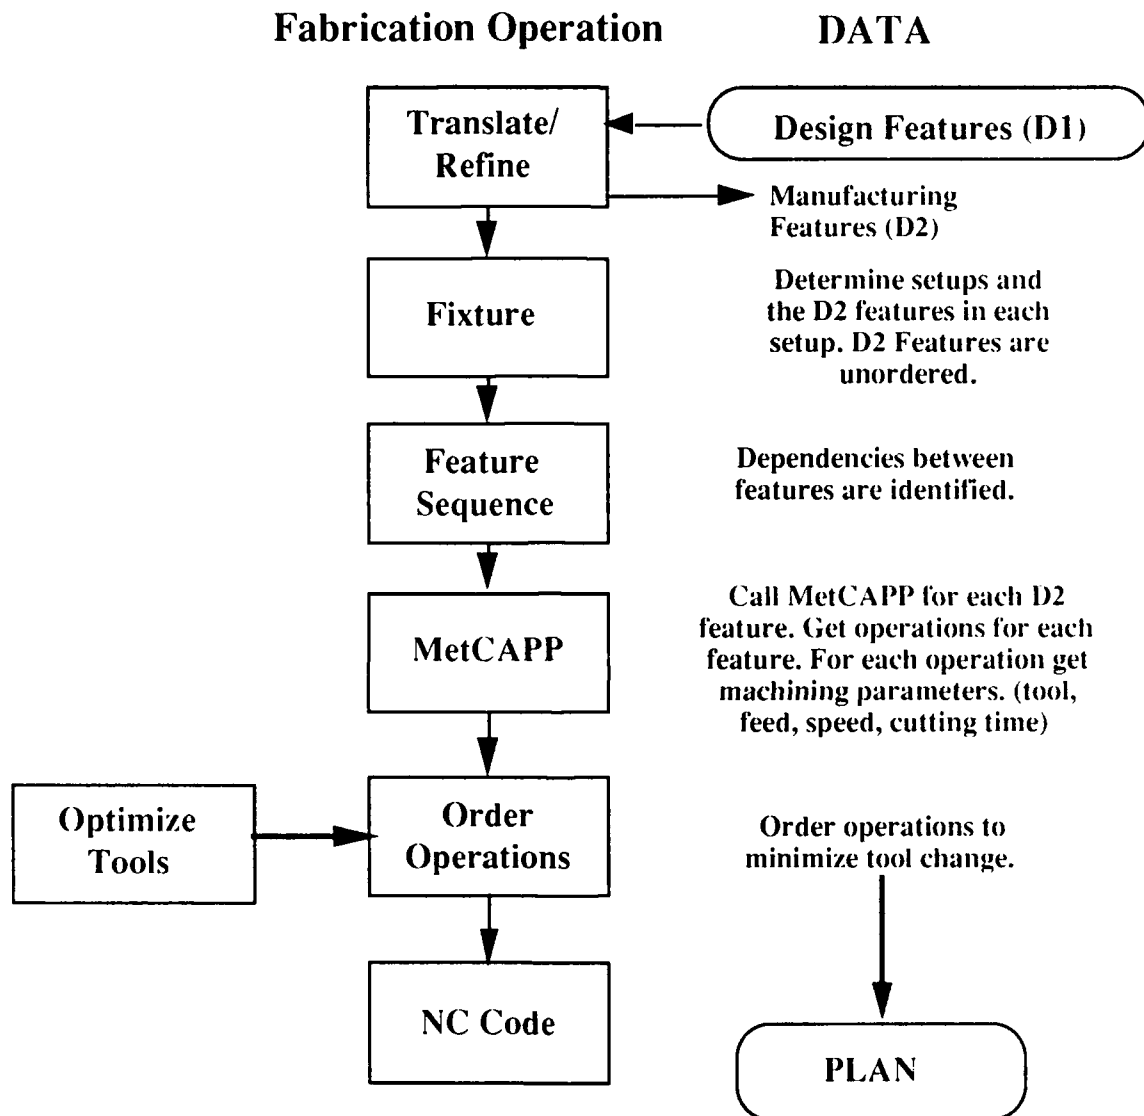 Fabrication Operation DATA
Translate/
Refine
Design Features (D1)
Manufacturing
Features (D2)
Fixture
Determine setups and
the D2 features in each
setup. D2 Features are
unordered.
Feature
Sequence
Dependencies between
features are identified.
MetCAPP
Call MetCAPP for each D2
feature. Get operations for each
feature. For each operation get
machining parameters. (tool,
feed, speed, cutting time)
Optimize
Tools
Order
Operations
Order operations to
minimize tool change.
NC Code
PLAN